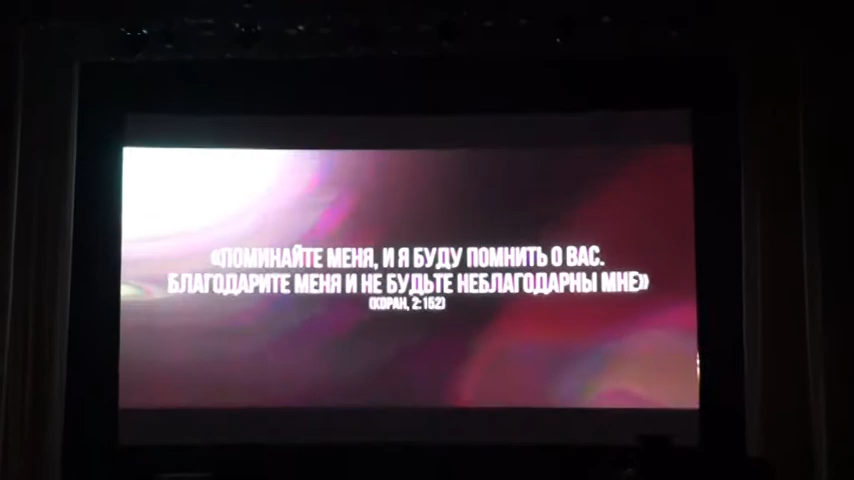 «ПОМИНАЙТЕ МЕНЯ, И Я БУДУ ПОМНИТЬ О ВАС.
БЛАГОДАРИТЕ МЕНЯ И НЕ БУДЬТЕ НЕБЛАГОДАРНЫ МНЕ»
(КОРАН, 2:152)